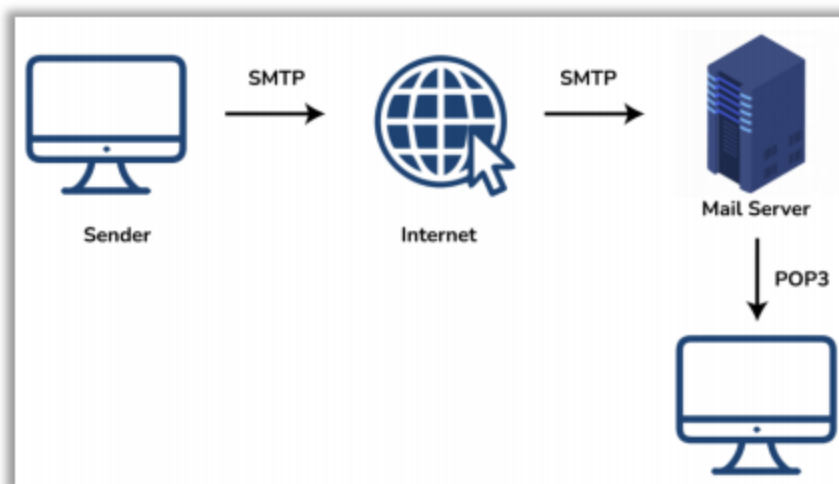 SMTP
SMTP
Mail Server
Sender
Internet
POP3